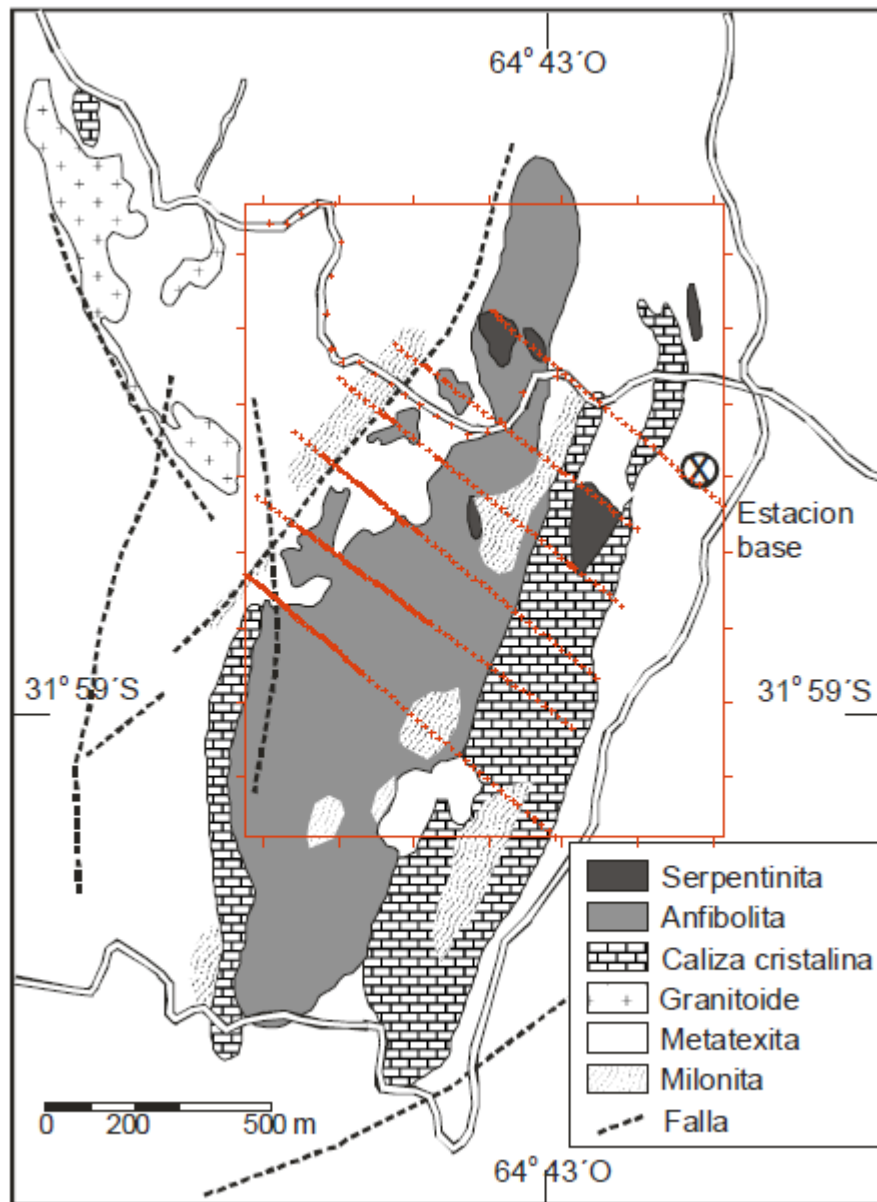 64° 43´O
Estacion
base
31° 59´S
31° 59´S
Serpentinita
Anfibolita
Caliza cristalina
Granitoide
Metatexita
Milonita
Falla
0 200 500 m
64° 43´O